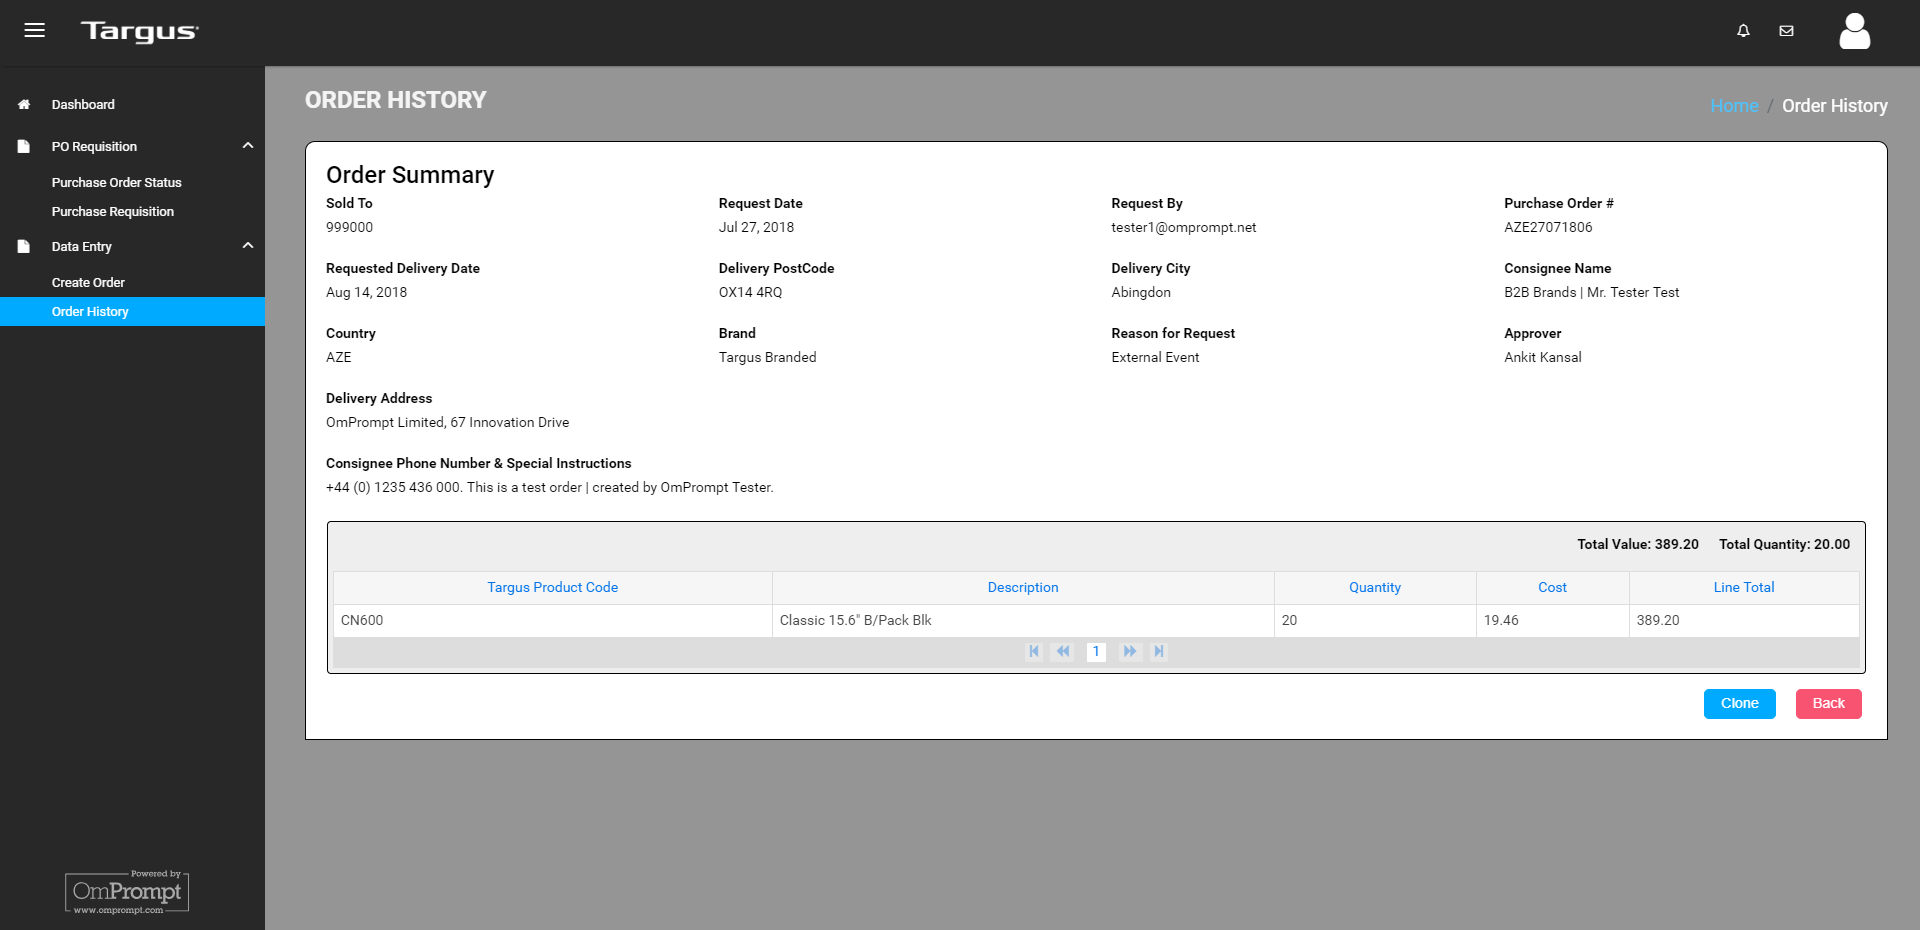 Targus
Dashboard
PO Requisition
Purchase Order Status
Purchase Requisition
Data Entry
Create Order
Order History
Powered by
OmPrompt
www.omprompt.com
ORDER HISTORY
Home / Order History
Order Summary
Sold To Request Date Request By Purchase Order #
999000 Jul 27, 2018 tester1@omprompt.net AZE27071806
Requested Delivery Date Delivery PostCode Delivery City Consignee Name
Aug 14, 2018 OX14 4RQ Abingdon B2B Brands | Mr. Tester Test
Country Brand Reason for Request Approver
AZE Targus Branded External Event Ankit Kansal
Delivery Address
OmPrompt Limited, 67 Innovation Drive
Consignee Phone Number & Special Instructions
+44 (0) 1235 436 000. This is a test order | created by OmPrompt Tester.
Total Value: 389.20 Total Quantity: 20.00
Targus Product Code Description Quantity Cost Line Total
CN600 Classic 15.6" B/Pack Blk 20 19.46 389.20
1
Clone Back